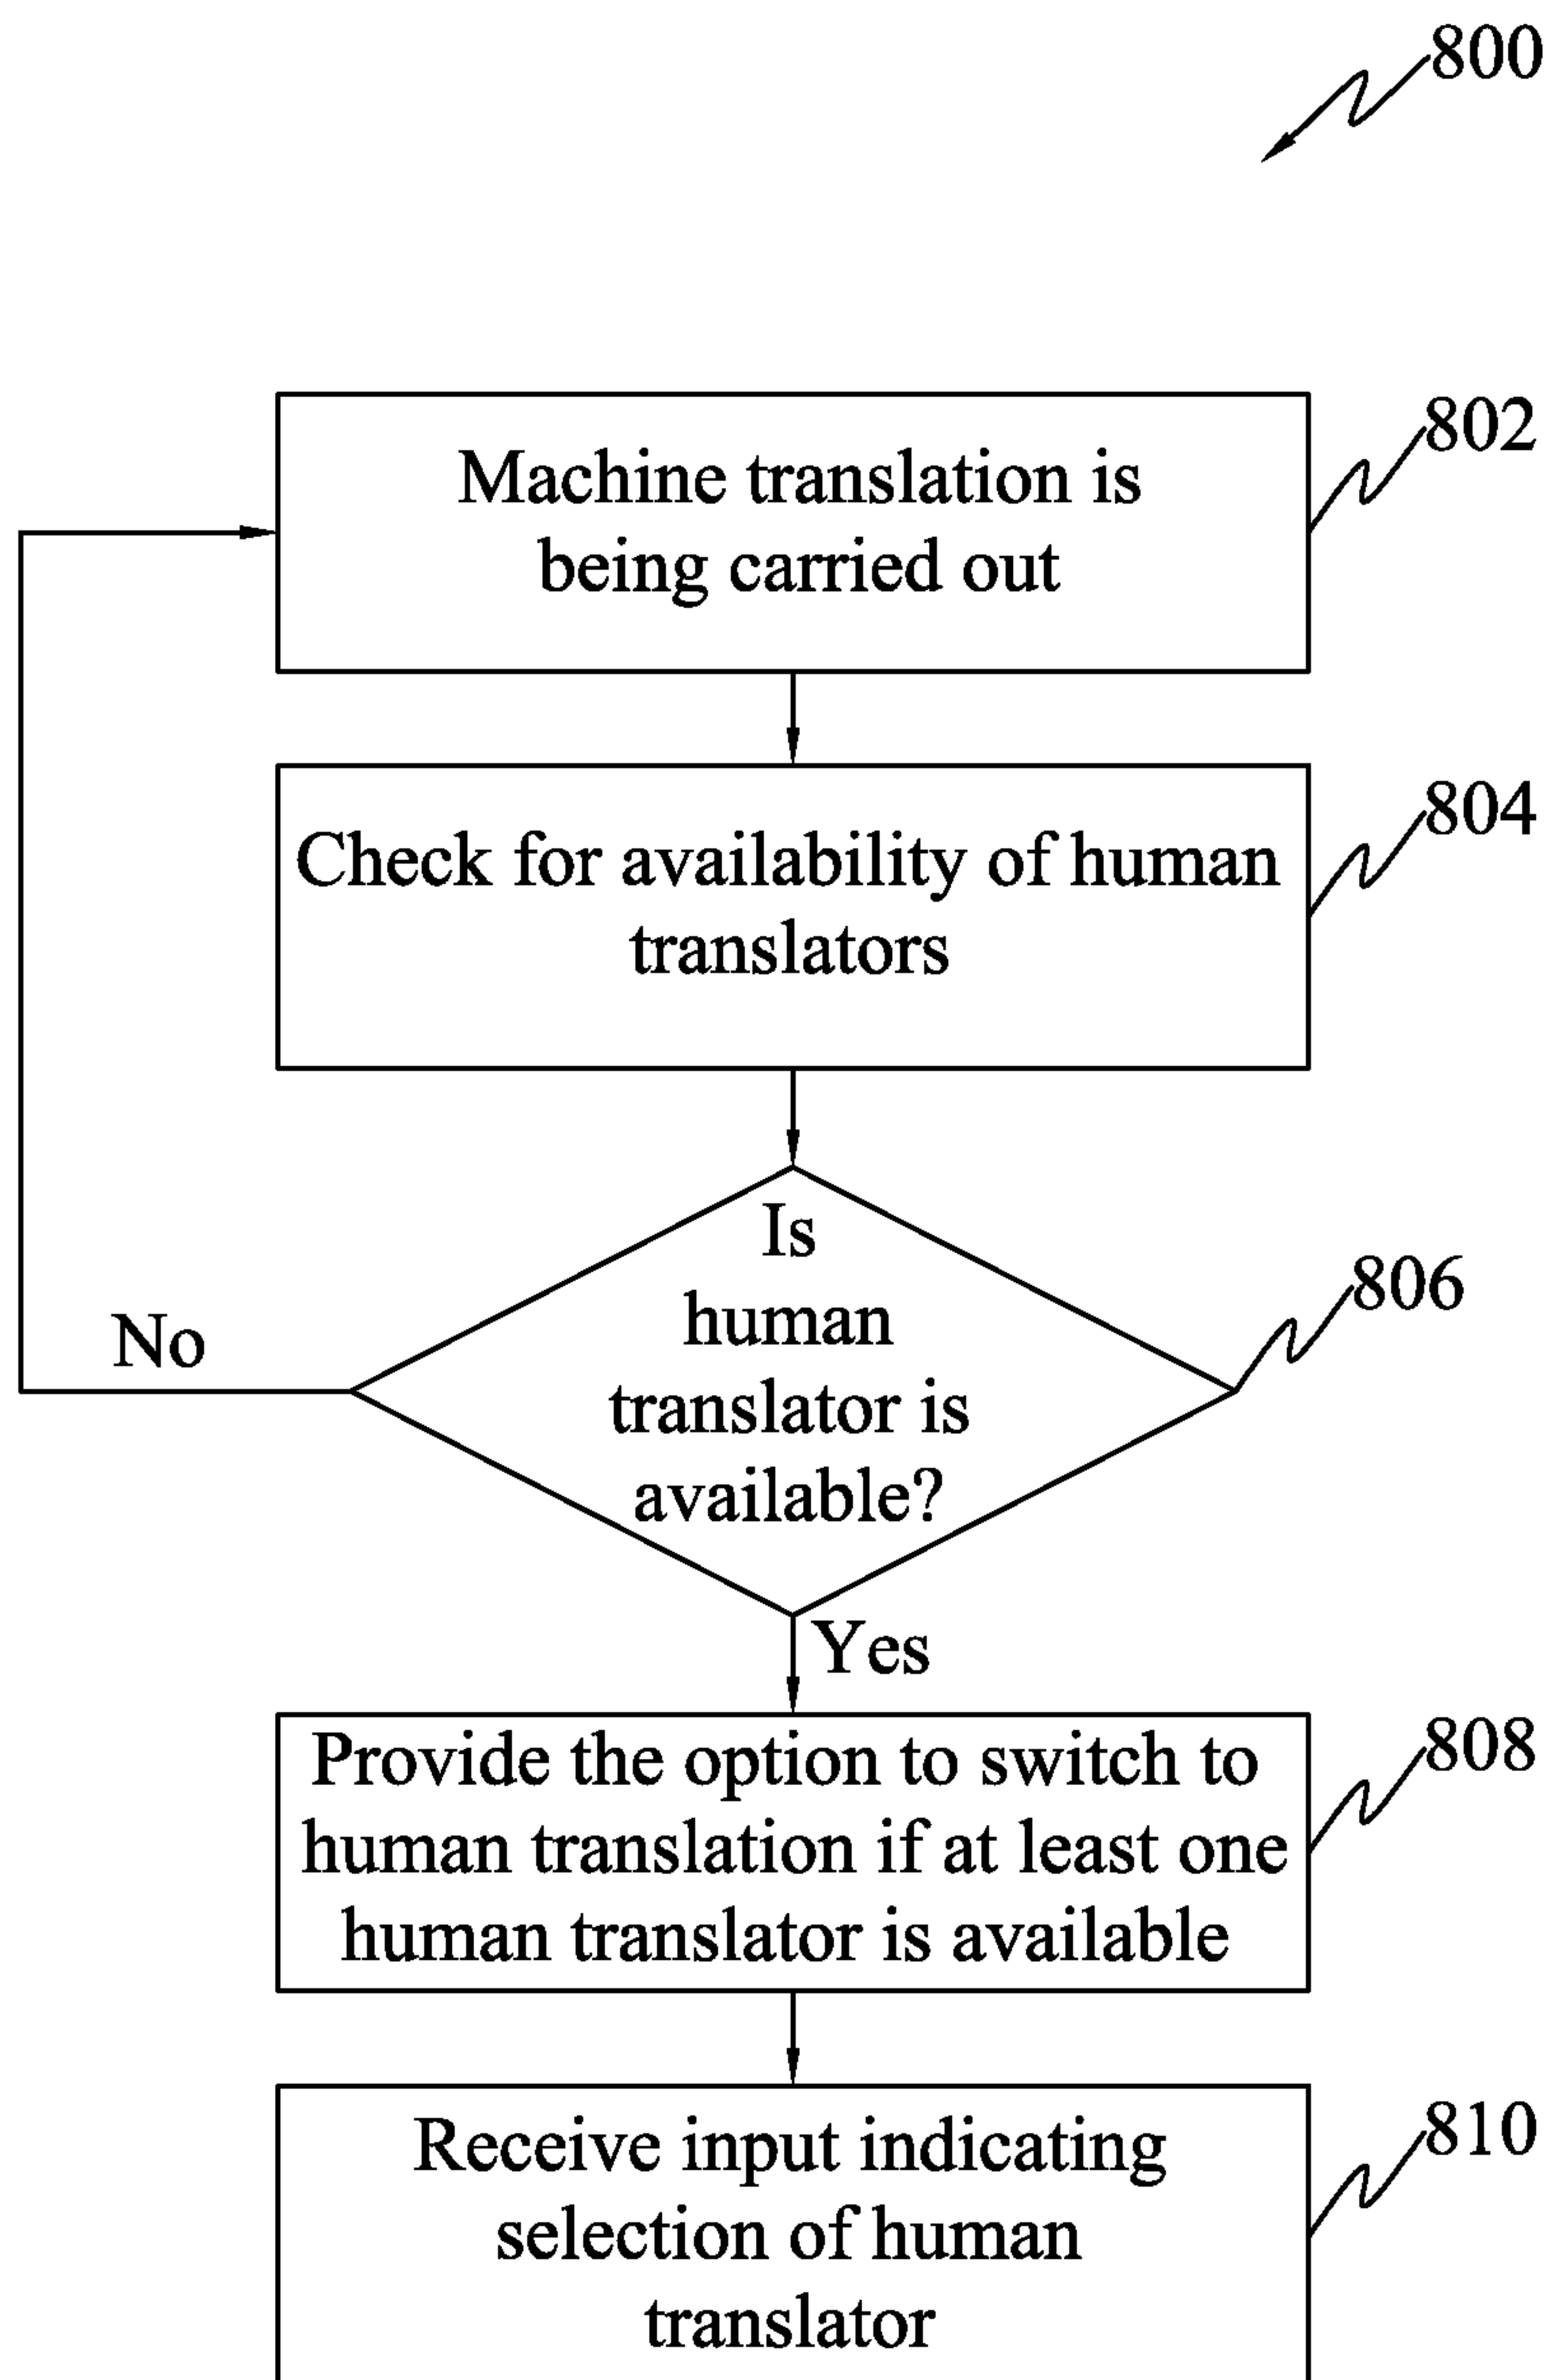 800
Machine translation is
being carried out
802
Check for availability of human
translators
804
Is
human
translator is
available?
806
No
Yes
Provide the option to switch to
human translation if at least one
human translator is available
808
Receive input indicating
selection of human
translator
810